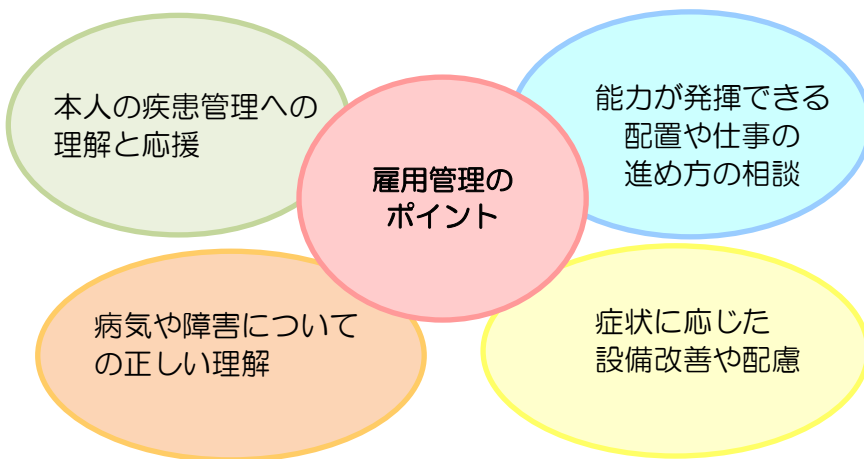 本人の疾患管理への
理解と応援
能力が発揮できる
配置や仕事の
進め方の相談
雇用管理の
ポイント
病気や障害について
の正しい理解
症状に応じた
設備改善や配慮